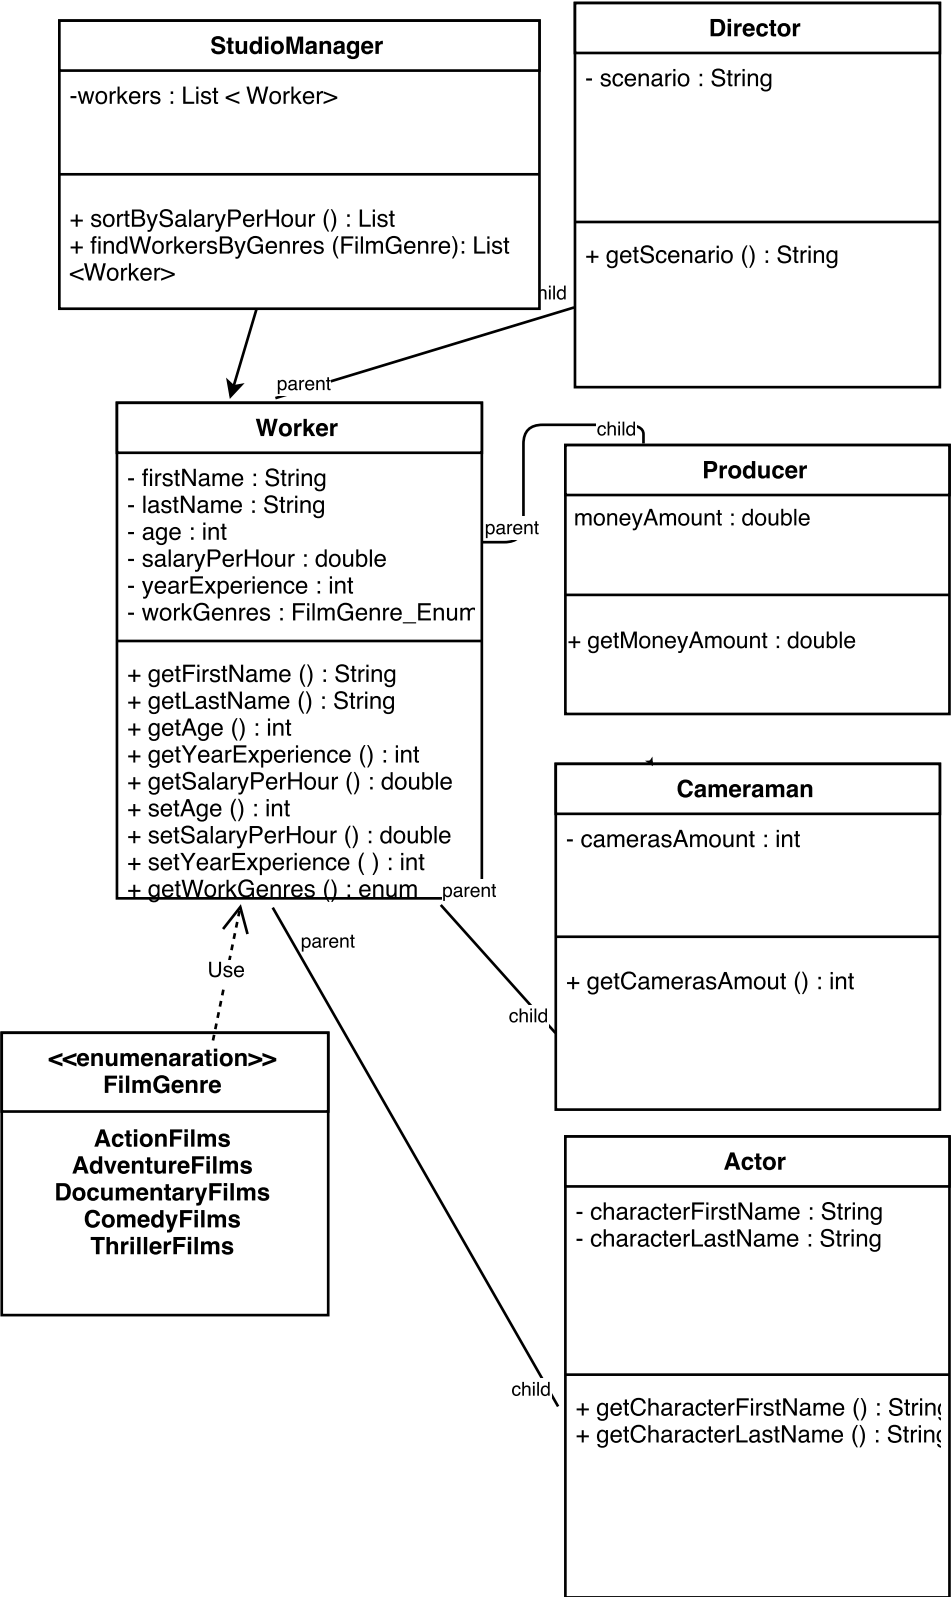 StudioManager
-workers : List < Worker>
+ sortBySalaryPerHour () : List
+ findWorkersByGenres (FilmGenre): List
<Worker>
Director
- scenario : String
+ getScenario () : String
hild
parent
Worker
- firstName : String
- lastName : String
- age : int
- salaryPerHour : double
- yearExperience : int
- workGenres : FilmGenre_Enum
+ getFirstName () : String
+ getLastName () : String
+ getAge () : int
+ getYearExperience () : int
+ getSalaryPerHour () : double
+ setAge () : int
+ setSalaryPerHour () : double
+ setYearExperience ( ) : int
+ getWorkGenres () : enum
child
parent
Producer
moneyAmount : double
+ getMoneyAmount : double
Cameraman
- camerasAmount : int
+ getCamerasAmout () : int
parent
child
parent
Use
<<enumenaration>>
FilmGenre
ActionFilms
AdventureFilms
DocumentaryFilms
ComedyFilms
ThrillerFilms
Actor
- characterFirstName : String
- characterLastName : String
child
+ getCharacterFirstName () : String
+ getCharacterLastName () : String